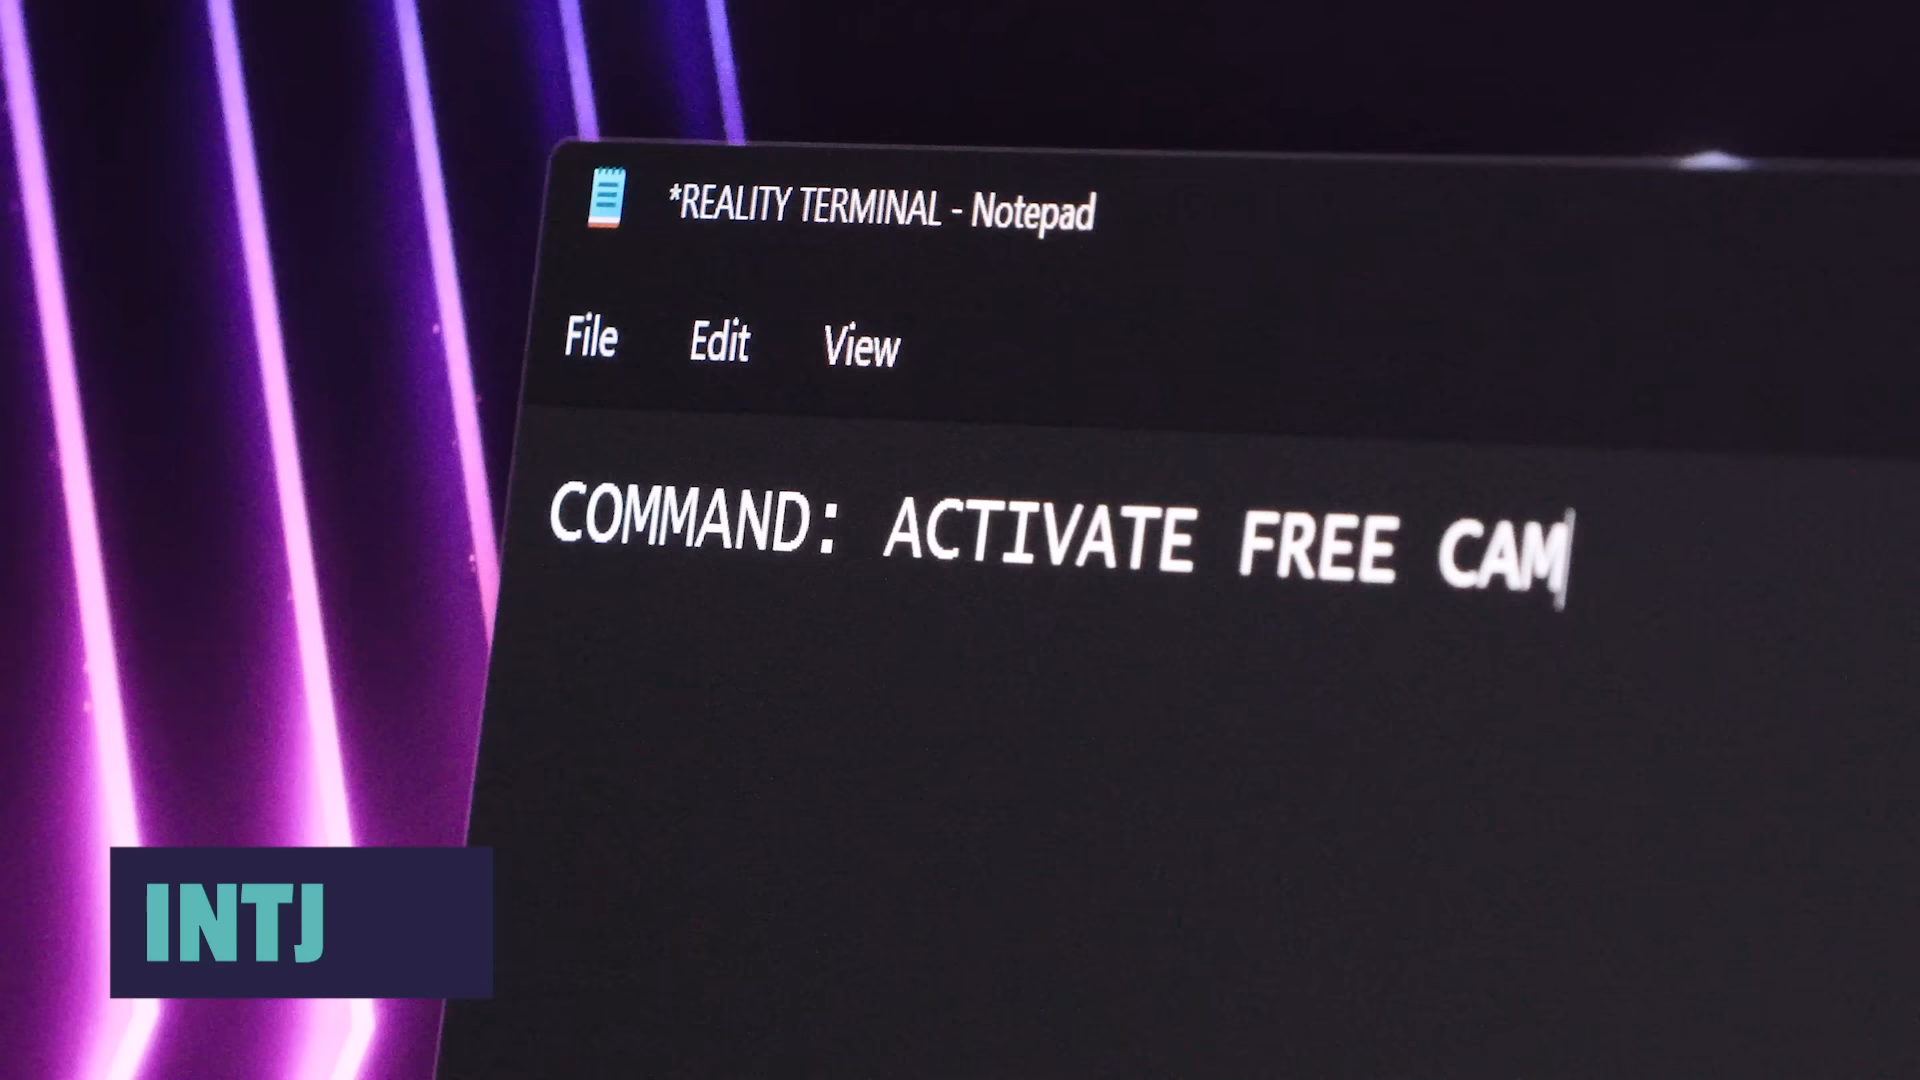 *REALITY TERMINAL - Notepad
File Edit View
COMMAND: ACTIVATE FREE CAM
INTJ